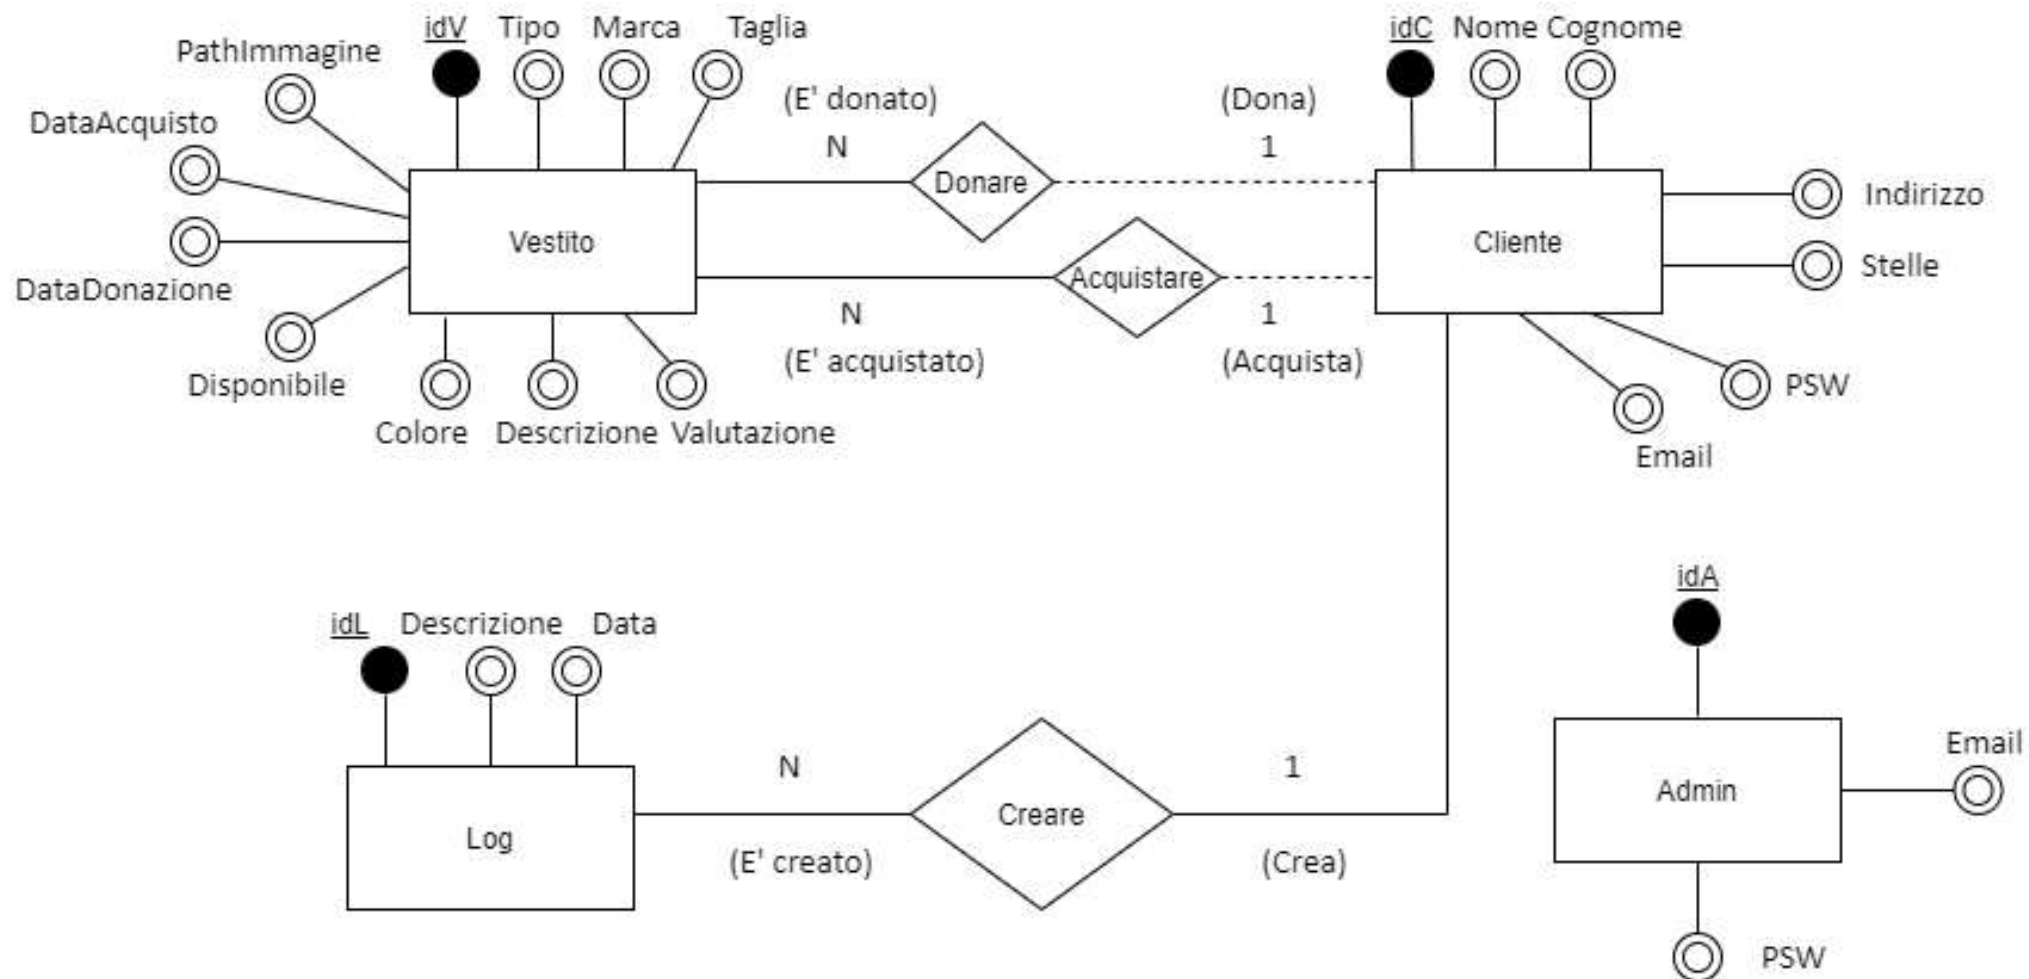 idV Tipo Marca Taglia
PathImmagine
DataAcquisto
DataDonazione
Disponibile
Colore Descrizione Valutazione
Vestito
(E' donato) (Dona)
N 1
Donare
Acquistare
N 1
(E' acquistato) (Acquista)
idC Nome Cognome
Cliente
Indirizzo
Stelle
PSW
Email
idL Descrizione Data
Log
N 1
Creare
(E' creato) (Crea)
idA
Admin
Email
PSW